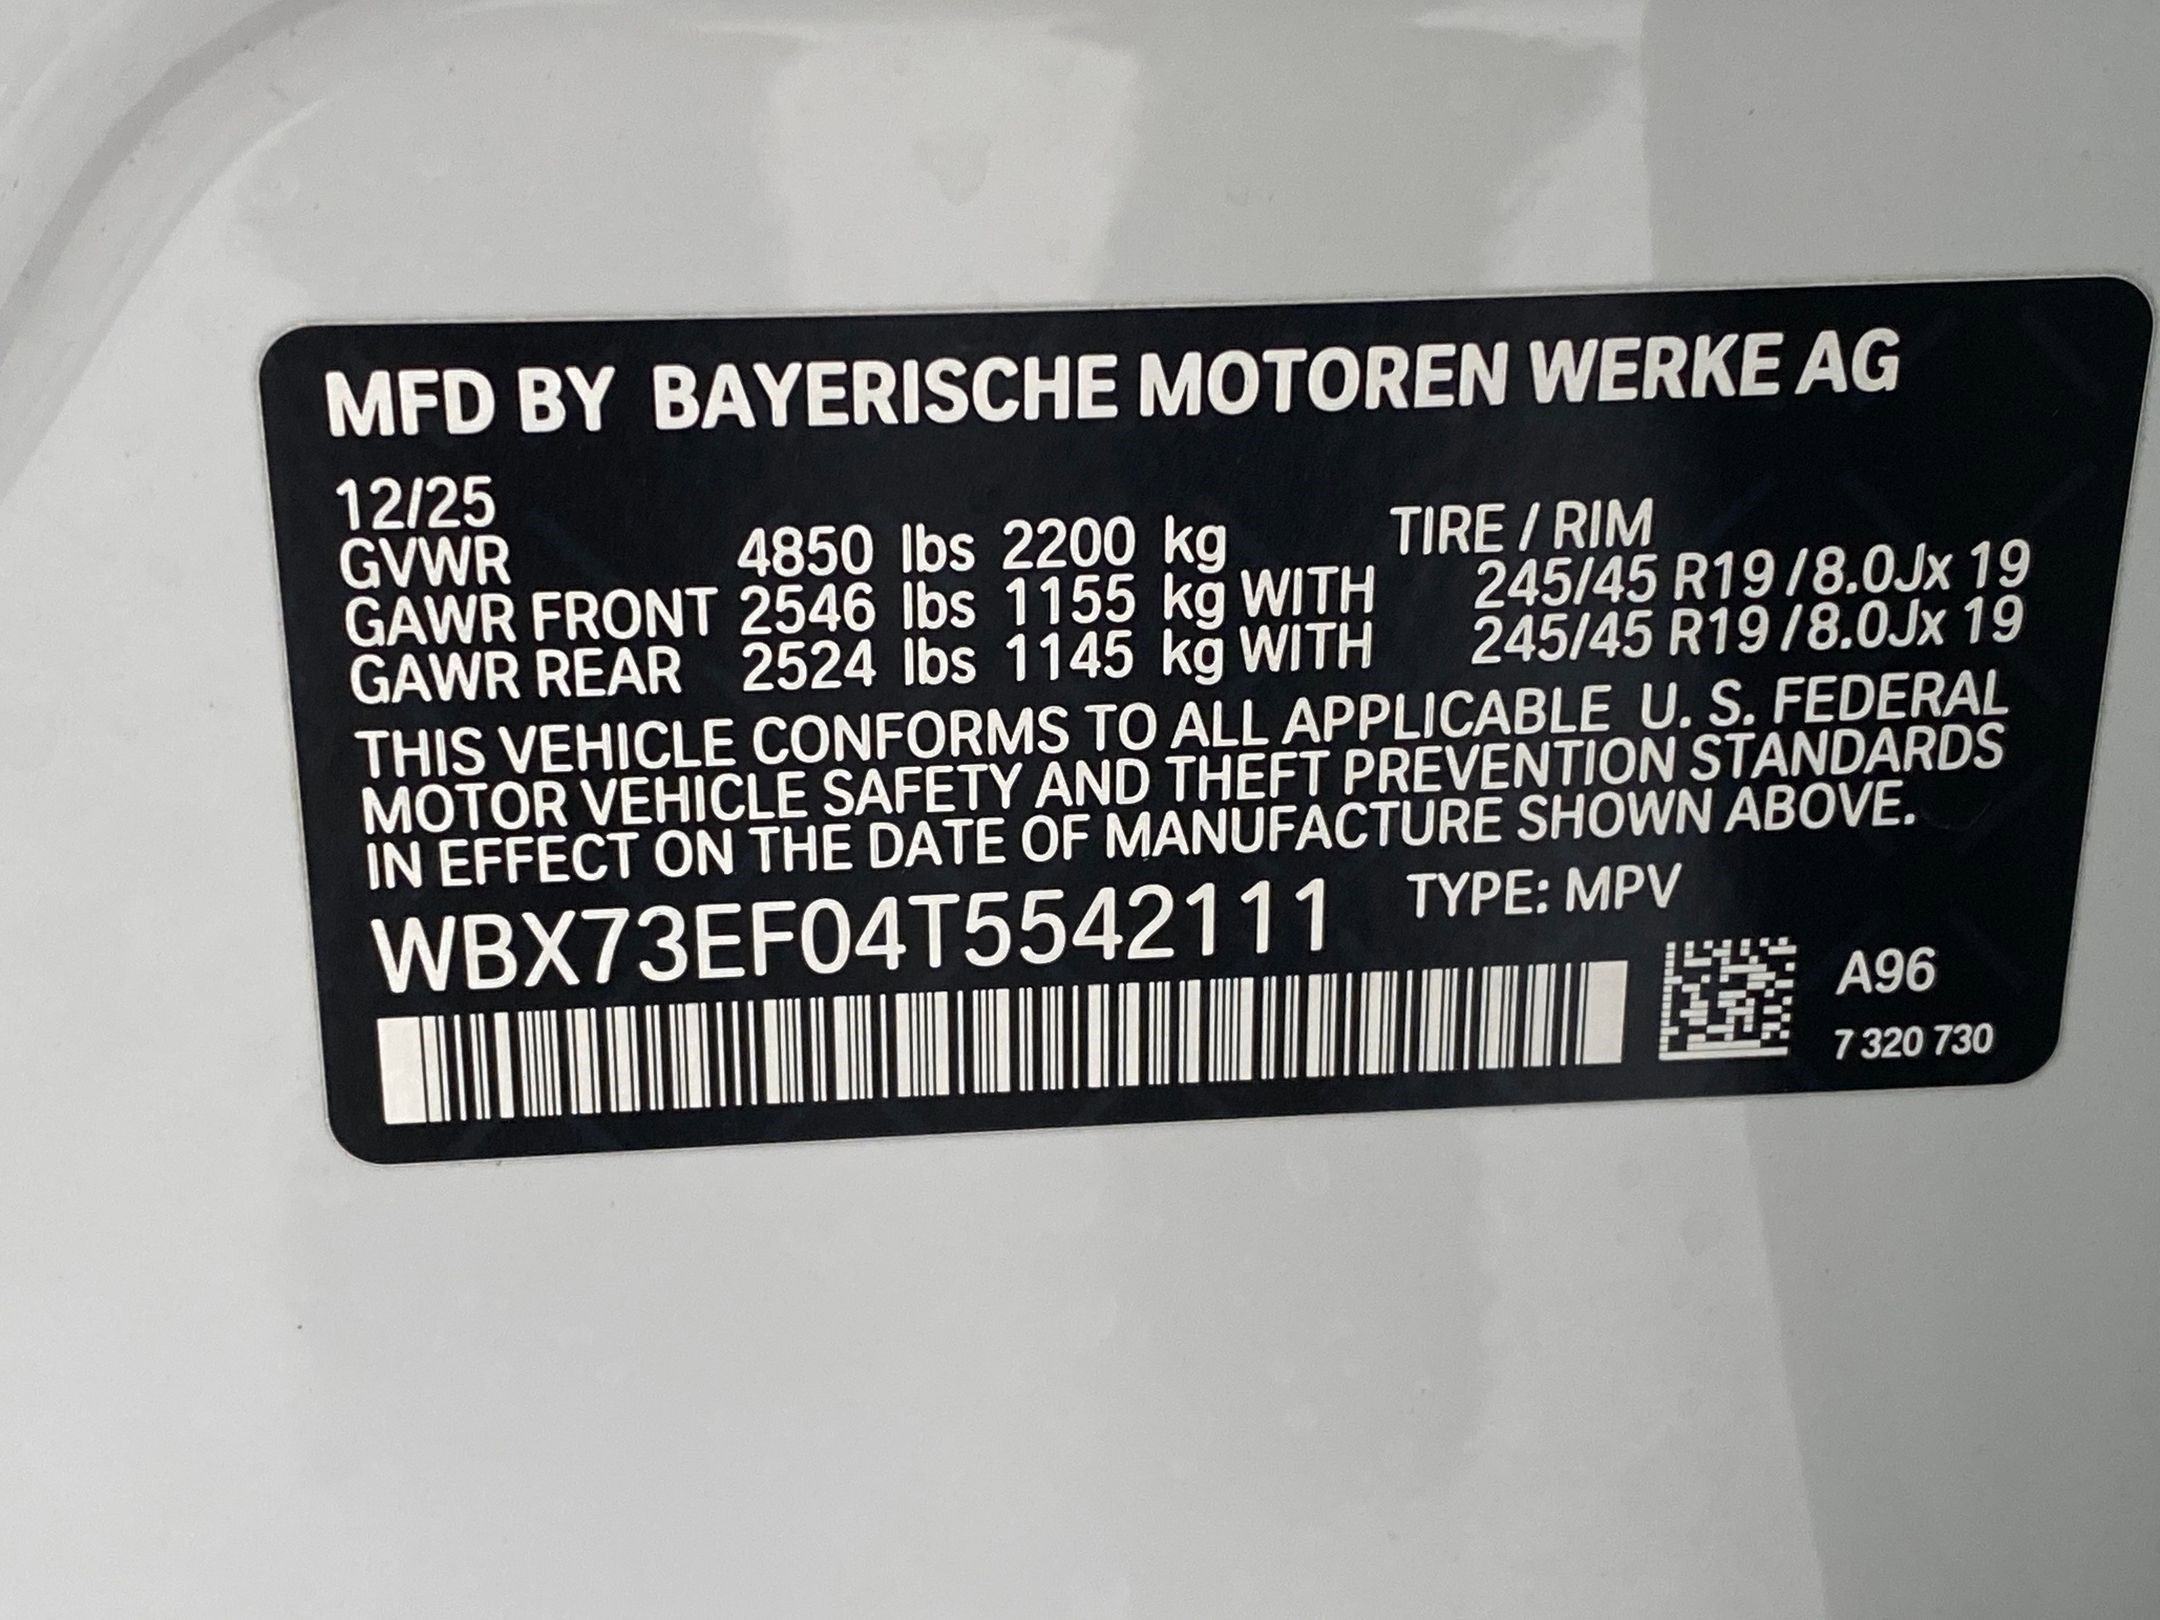 MFD BY BAYERISCHE MOTOREN WERKE AG
12/25
GVWR 4850 lbs 2200 kg TIRE / RIM
GAWR FRONT 2546 lbs 1155 kg WITH 245/45 R19 / 8.0Jx 19
GAWR REAR 2524 lbs 1145 kg WITH 245/45 R19 / 8.0Jx 19
THIS VEHICLE CONFORMS TO ALL APPLICABLE U. S. FEDERAL
MOTOR VEHICLE SAFETY AND THEFT PREVENTION STANDARDS
IN EFFECT ON THE DATE OF MANUFACTURE SHOWN ABOVE.
WBX73EF04T5542111 TYPE: MPV
A96
7 320 730